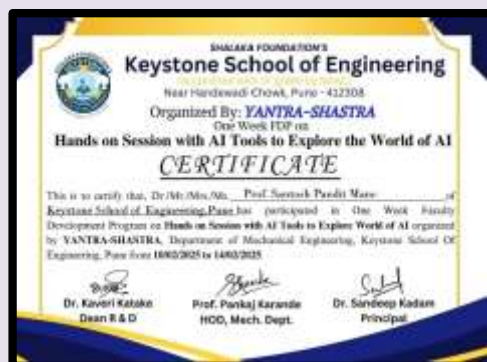 SHALAKA FOUNDATION'S
Keystone School of Engineering
Near Handewadi Chowk, Pune - 412308
Organized By: YANTRA-SHASTRA
One Week FDP on
Hands on Session with AI Tools to Explore the World of AI
CERTIFICATE
This is to certify that, Dr/Mr./Mrs./Ms. Prof. Santosh Pandit Mane of
Keystone School of Engineering, Pune has participated in One Week Faculty
Development Program on Hands on Session with AI Tools to Explore World of AI organized
by YANTRA-SHASTRA, Department of Mechanical Engineering, Keystone School Of
Engineering, Pune from 10/02/2025 to 14/02/2025.
Dr. Kaveri Katake Prof. Pankaj Karande Dr. Sandeep Kadam
Dean R & D HOD, Mech. Dept. Principal